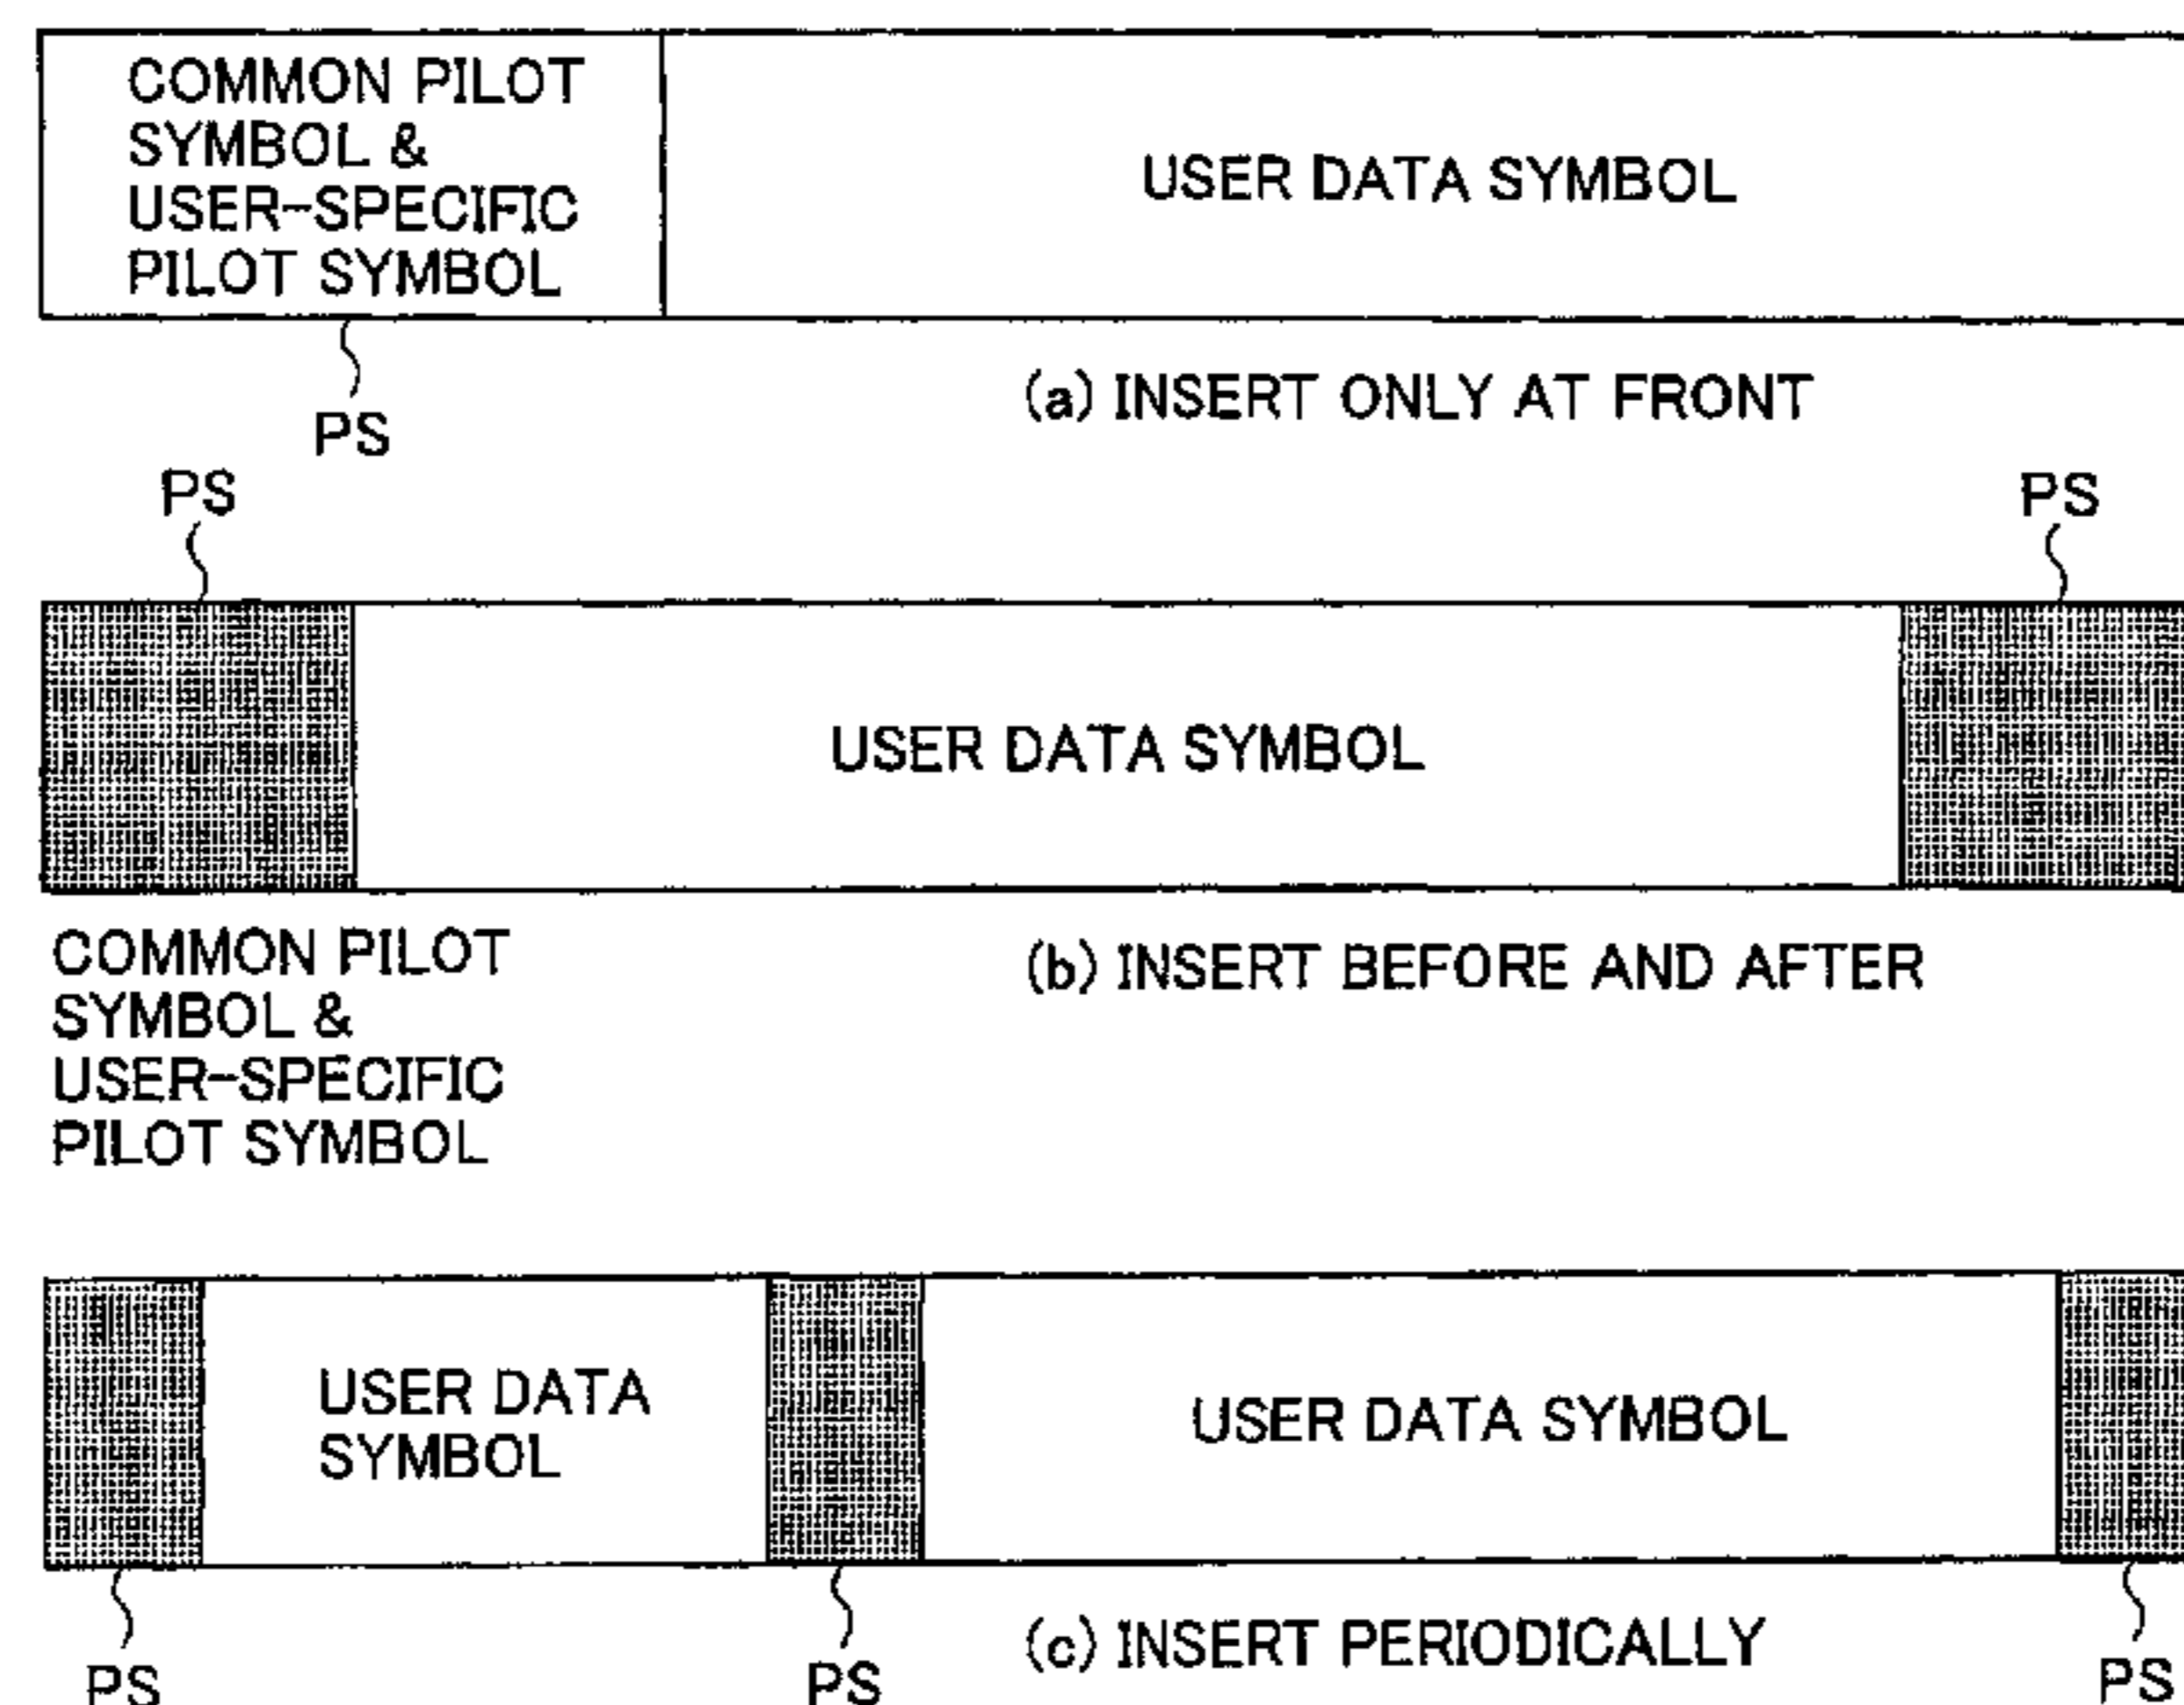 COMMON PILOT
SYMBOL &
USER-SPECIFIC
PILOT SYMBOL
USER DATA SYMBOL
PS
(a) INSERT ONLY AT FRONT
PS
PS
USER DATA SYMBOL
COMMON PILOT
SYMBOL &
USER-SPECIFIC
PILOT SYMBOL
(b) INSERT BEFORE AND AFTER
USER DATA
SYMBOL
USER DATA SYMBOL
PS
PS
(c) INSERT PERIODICALLY
PS